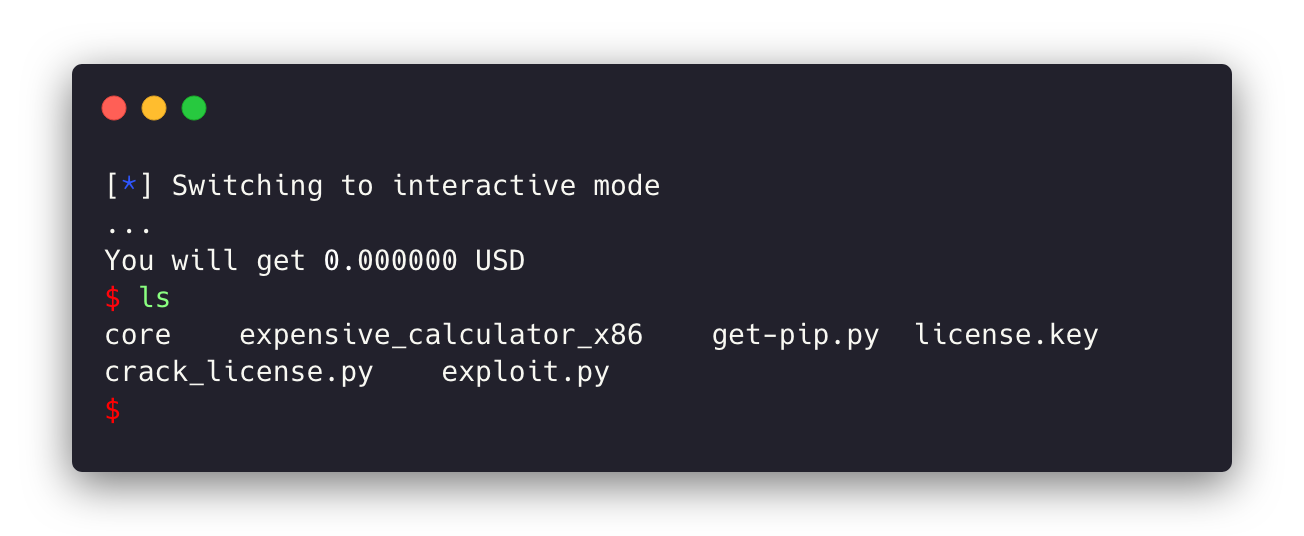 [*] Switching to interactive mode
...
You will get 0.000000 USD
$ ls
core    expensive_calculator_x86    get-pip.py  license.key
crack_license.py    exploit.py
$